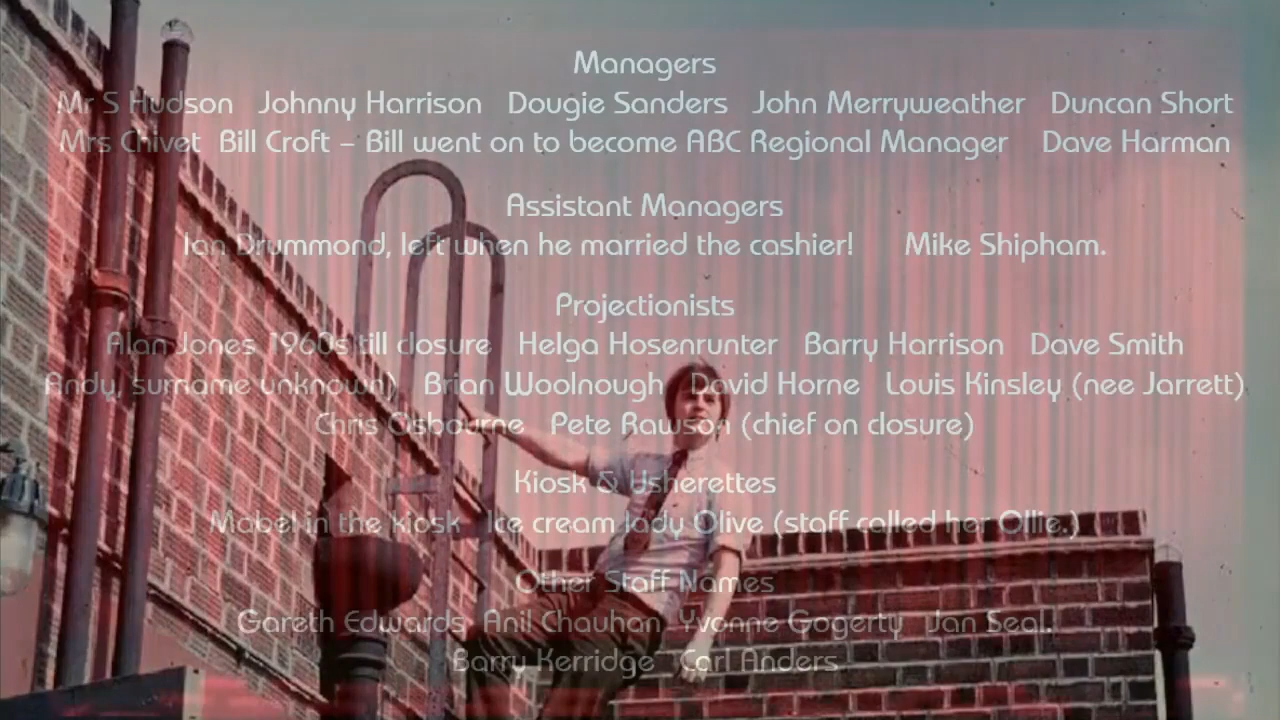 Managers
Mr S Hudson Johnny Harrison Dougie Sanders John Merryweather Duncan Short
Mrs Chivet Bill Croft – Bill went on to become ABC Regional Manager Dave Harman
Assistant Managers
Ian Drummond, left when he married the cashier! Mike Shipham.
Projectionists
Alan Jones 1960s till closure Helga Hosenrunter Barry Harrison Dave Smith
Andy, surname unknown! Brian Woolnough David Horne Louis Kinsley (nee Jarrett)
Chris Osbourne Pete Rawson (chief on closure)
Kiosk & Usherettes
Mabel in the kiosk Ice cream lady Olive (staff called her Ollie.)
Other Staff Names
Gareth Edwards Anil Chauhan Yvonne Gogerty Jan Seal.
Barry Kerridge Carl Anders